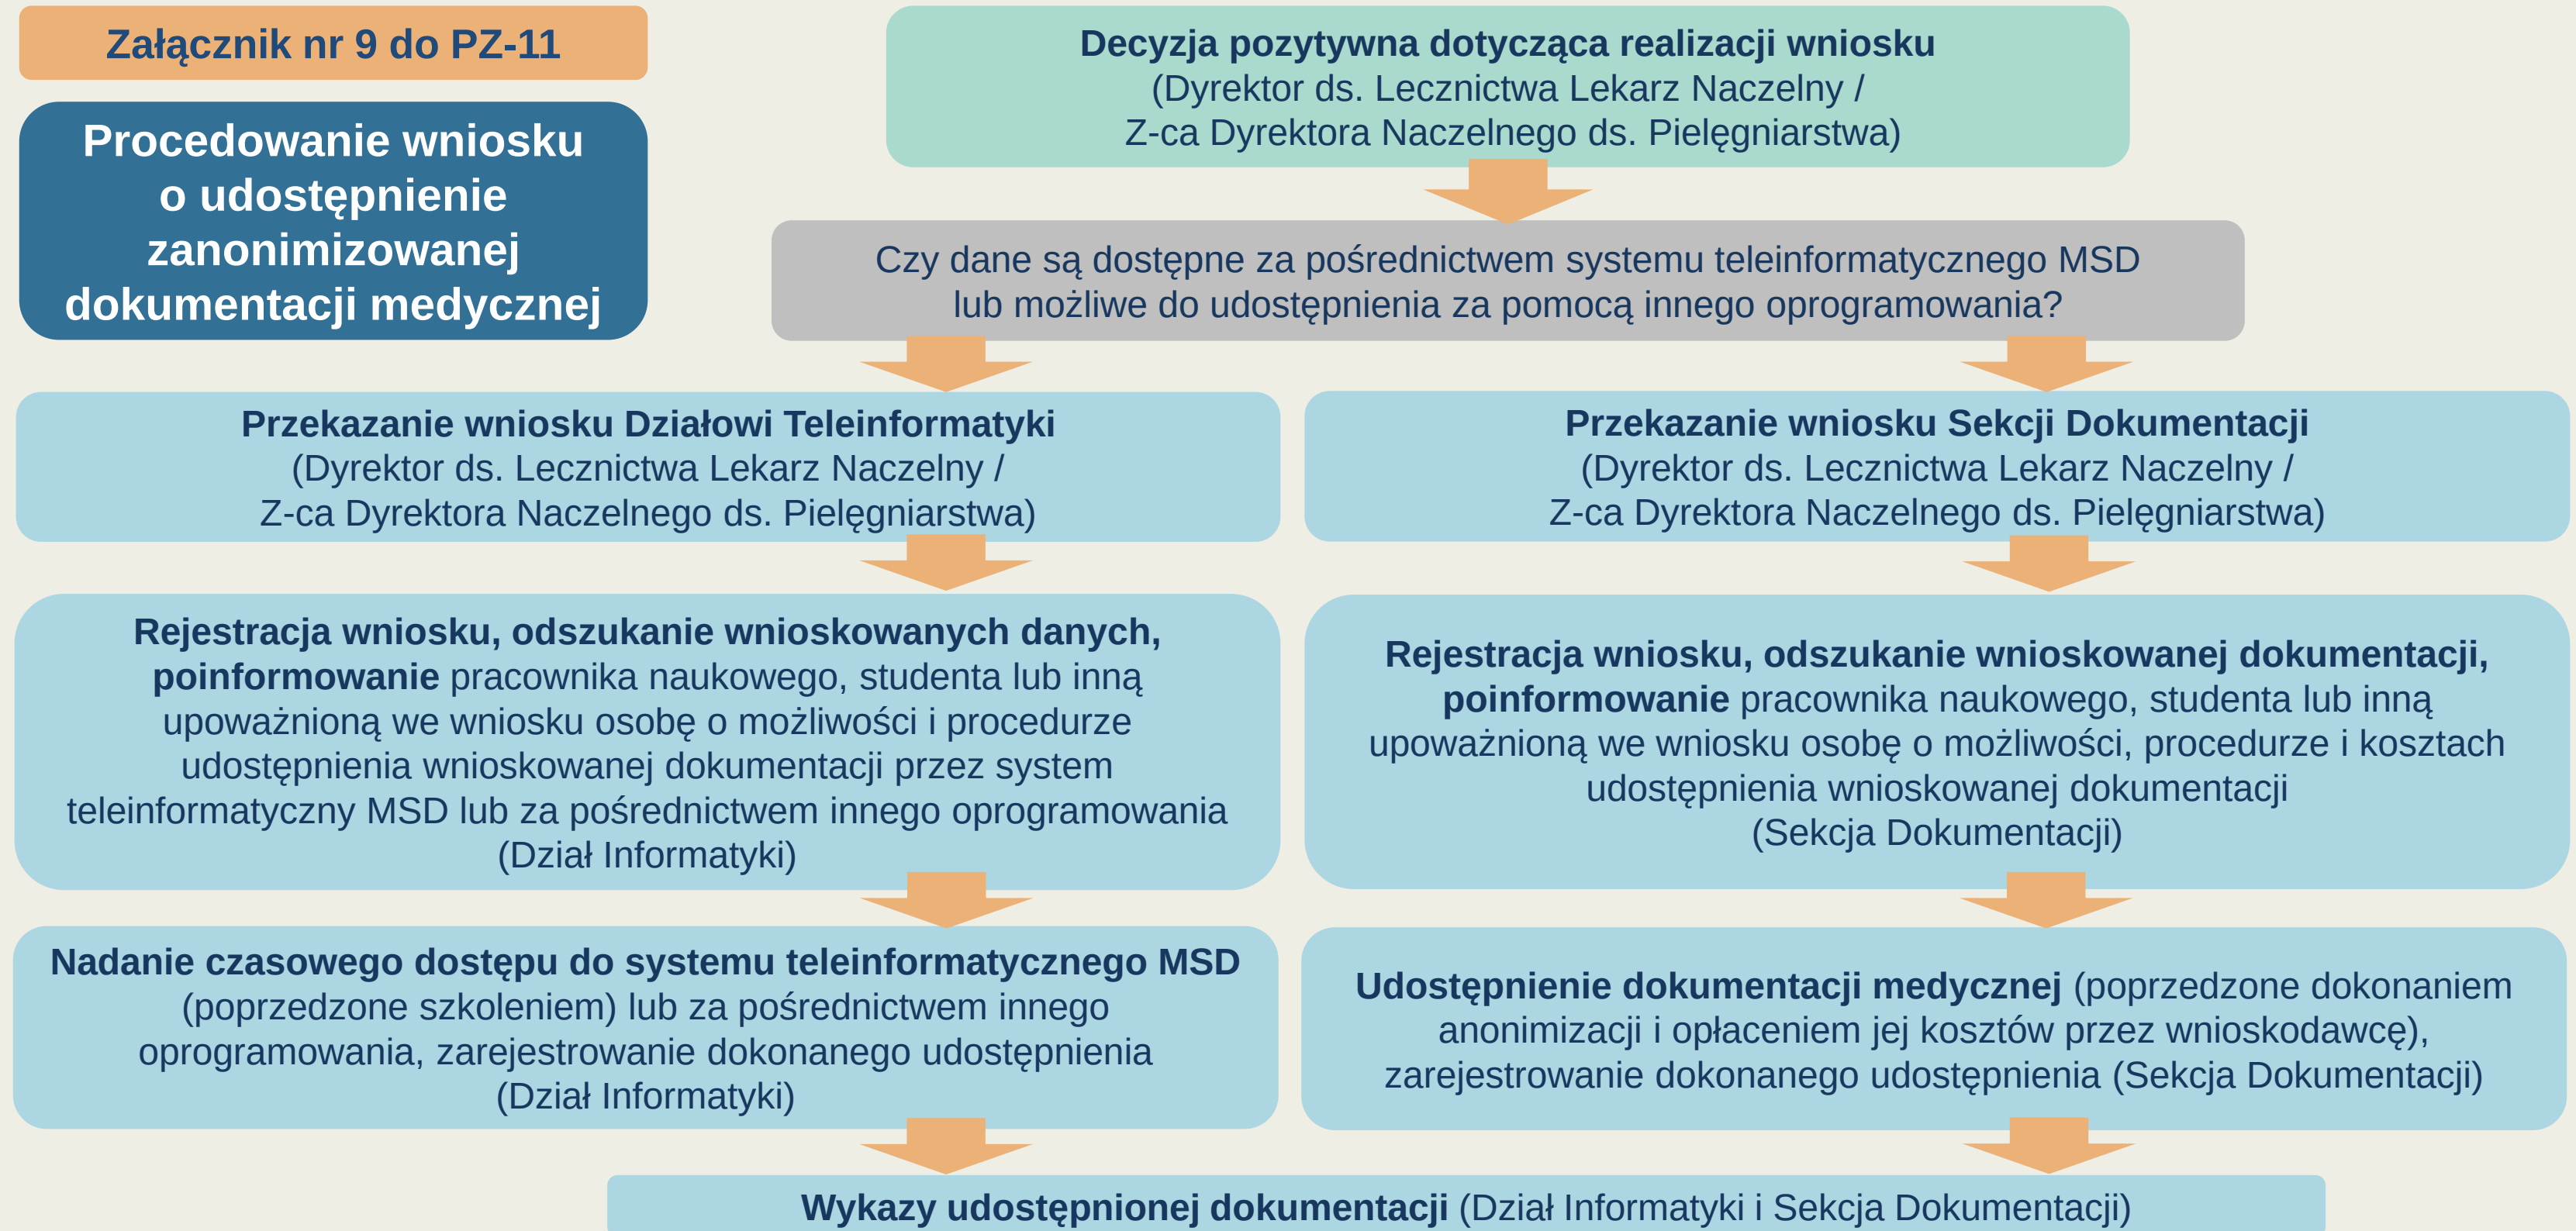 Załącznik nr 9 do PZ-11
Procedowanie wniosku
o udostępnienie
zanonimizowanej
dokumentacji medycznej
Decyzja pozytywna dotycząca realizacji wniosku
(Dyrektor ds. Lecznictwa Lekarz Naczelny /
Z-ca Dyrektora Naczelnego ds. Pielęgniarstwa)
Czy dane są dostępne za pośrednictwem systemu teleinformatycznego MSD
lub możliwe do udostępnienia za pomocą innego oprogramowania?
Przekazanie wniosku Działowi Teleinformatyki
(Dyrektor ds. Lecznictwa Lekarz Naczelny /
Z-ca Dyrektora Naczelnego ds. Pielęgniarstwa)
Przekazanie wniosku Sekcji Dokumentacji
(Dyrektor ds. Lecznictwa Lekarz Naczelny /
Z-ca Dyrektora Naczelnego ds. Pielęgniarstwa)
Rejestracja wniosku, odszukanie wnioskowanych danych,
poinformowanie pracownika naukowego, studenta lub inną
upoważnioną we wniosku osobę o możliwości i procedurze
udostępnienia wnioskowanej dokumentacji przez system
teleinformatyczny MSD lub za pośrednictwem innego oprogramowania
(Dział Informatyki)
Rejestracja wniosku, odszukanie wnioskowanej dokumentacji,
poinformowanie pracownika naukowego, studenta lub inną
upoważnioną we wniosku osobę o możliwości, procedurze i kosztach
udostępnienia wnioskowanej dokumentacji
(Sekcja Dokumentacji)
Nadanie czasowego dostępu do systemu teleinformatycznego MSD
(poprzedzone szkoleniem) lub za pośrednictwem innego
oprogramowania, zarejestrowanie dokonanego udostępnienia
(Dział Informatyki)
Udostępnienie dokumentacji medycznej (poprzedzone dokonaniem
anonimizacji i opłaceniem jej kosztów przez wnioskodawcę),
zarejestrowanie dokonanego udostępnienia (Sekcja Dokumentacji)
Wykazy udostępnionej dokumentacji (Dział Informatyki i Sekcja Dokumentacji)